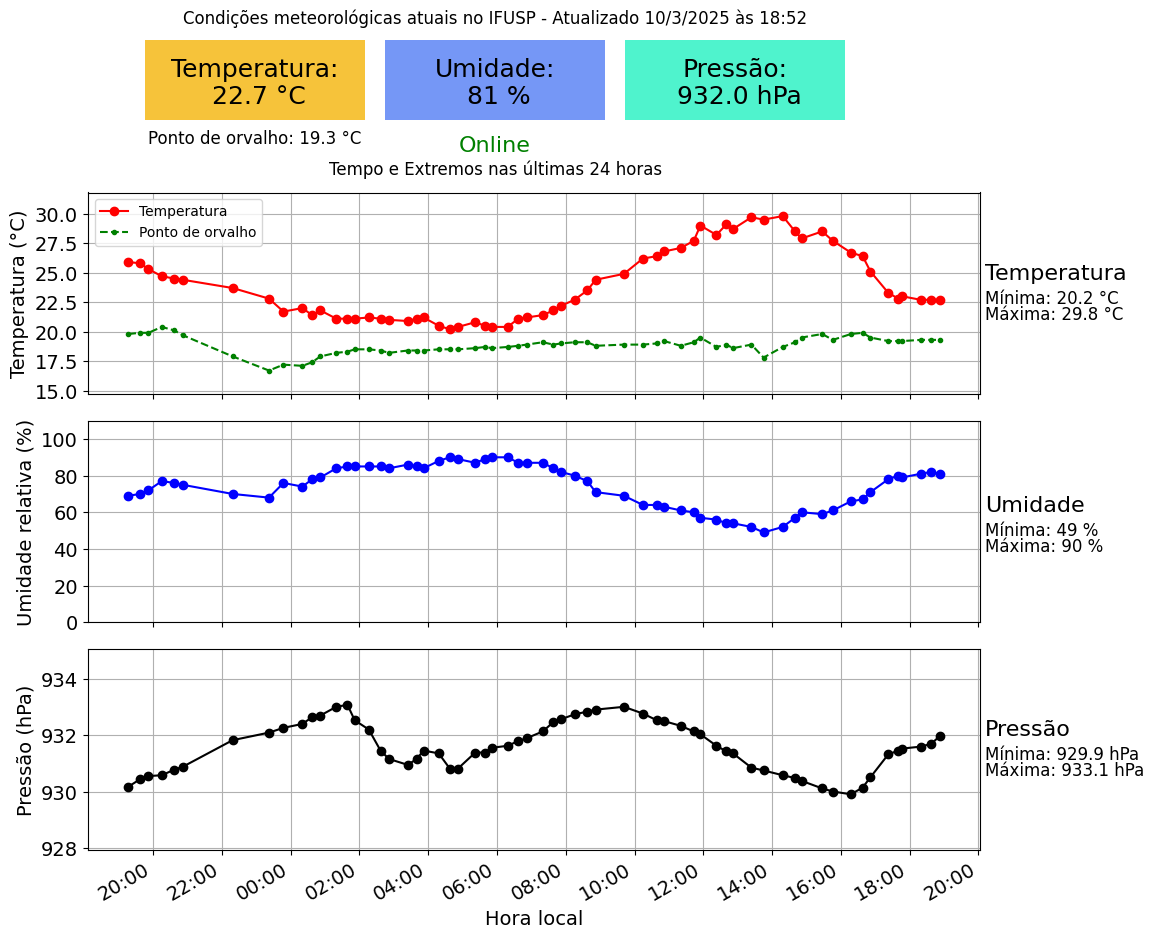 Condições meteorológicas atuais no IFUSP - Atualizado 10/3/2025 às 18:52
Temperatura:
22.7 °C
Umidade:
81 %
Pressão:
932.0 hPa
Ponto de orvalho: 19.3 °C
Online
Tempo e Extremos nas últimas 24 horas
Temperatura (°C)
30.0
27.5
25.0
22.5
20.0
17.5
15.0
Temperatura
Ponto de orvalho
Temperatura
Mínima: 20.2 °C
Máxima: 29.8 °C
Umidade relativa (%)
100
80
60
40
20
0
Umidade
Mínima: 49 %
Máxima: 90 %
Pressão (hPa)
934
932
930
928
Pressão
Mínima: 929.9 hPa
Máxima: 933.1 hPa
20:00 22:00 00:00 02:00 04:00 06:00 08:00 10:00 12:00 14:00 16:00 18:00 20:00
Hora local